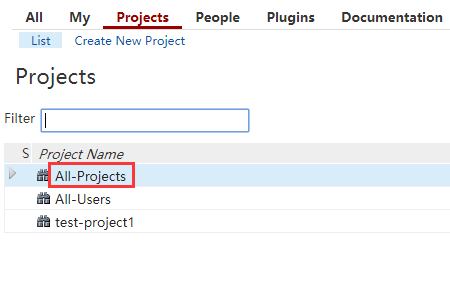 All My Projects People Plugins Documentation
List Create New Project
Projects
Filter
S Project Name
All-Projects
All-Users
test-project1